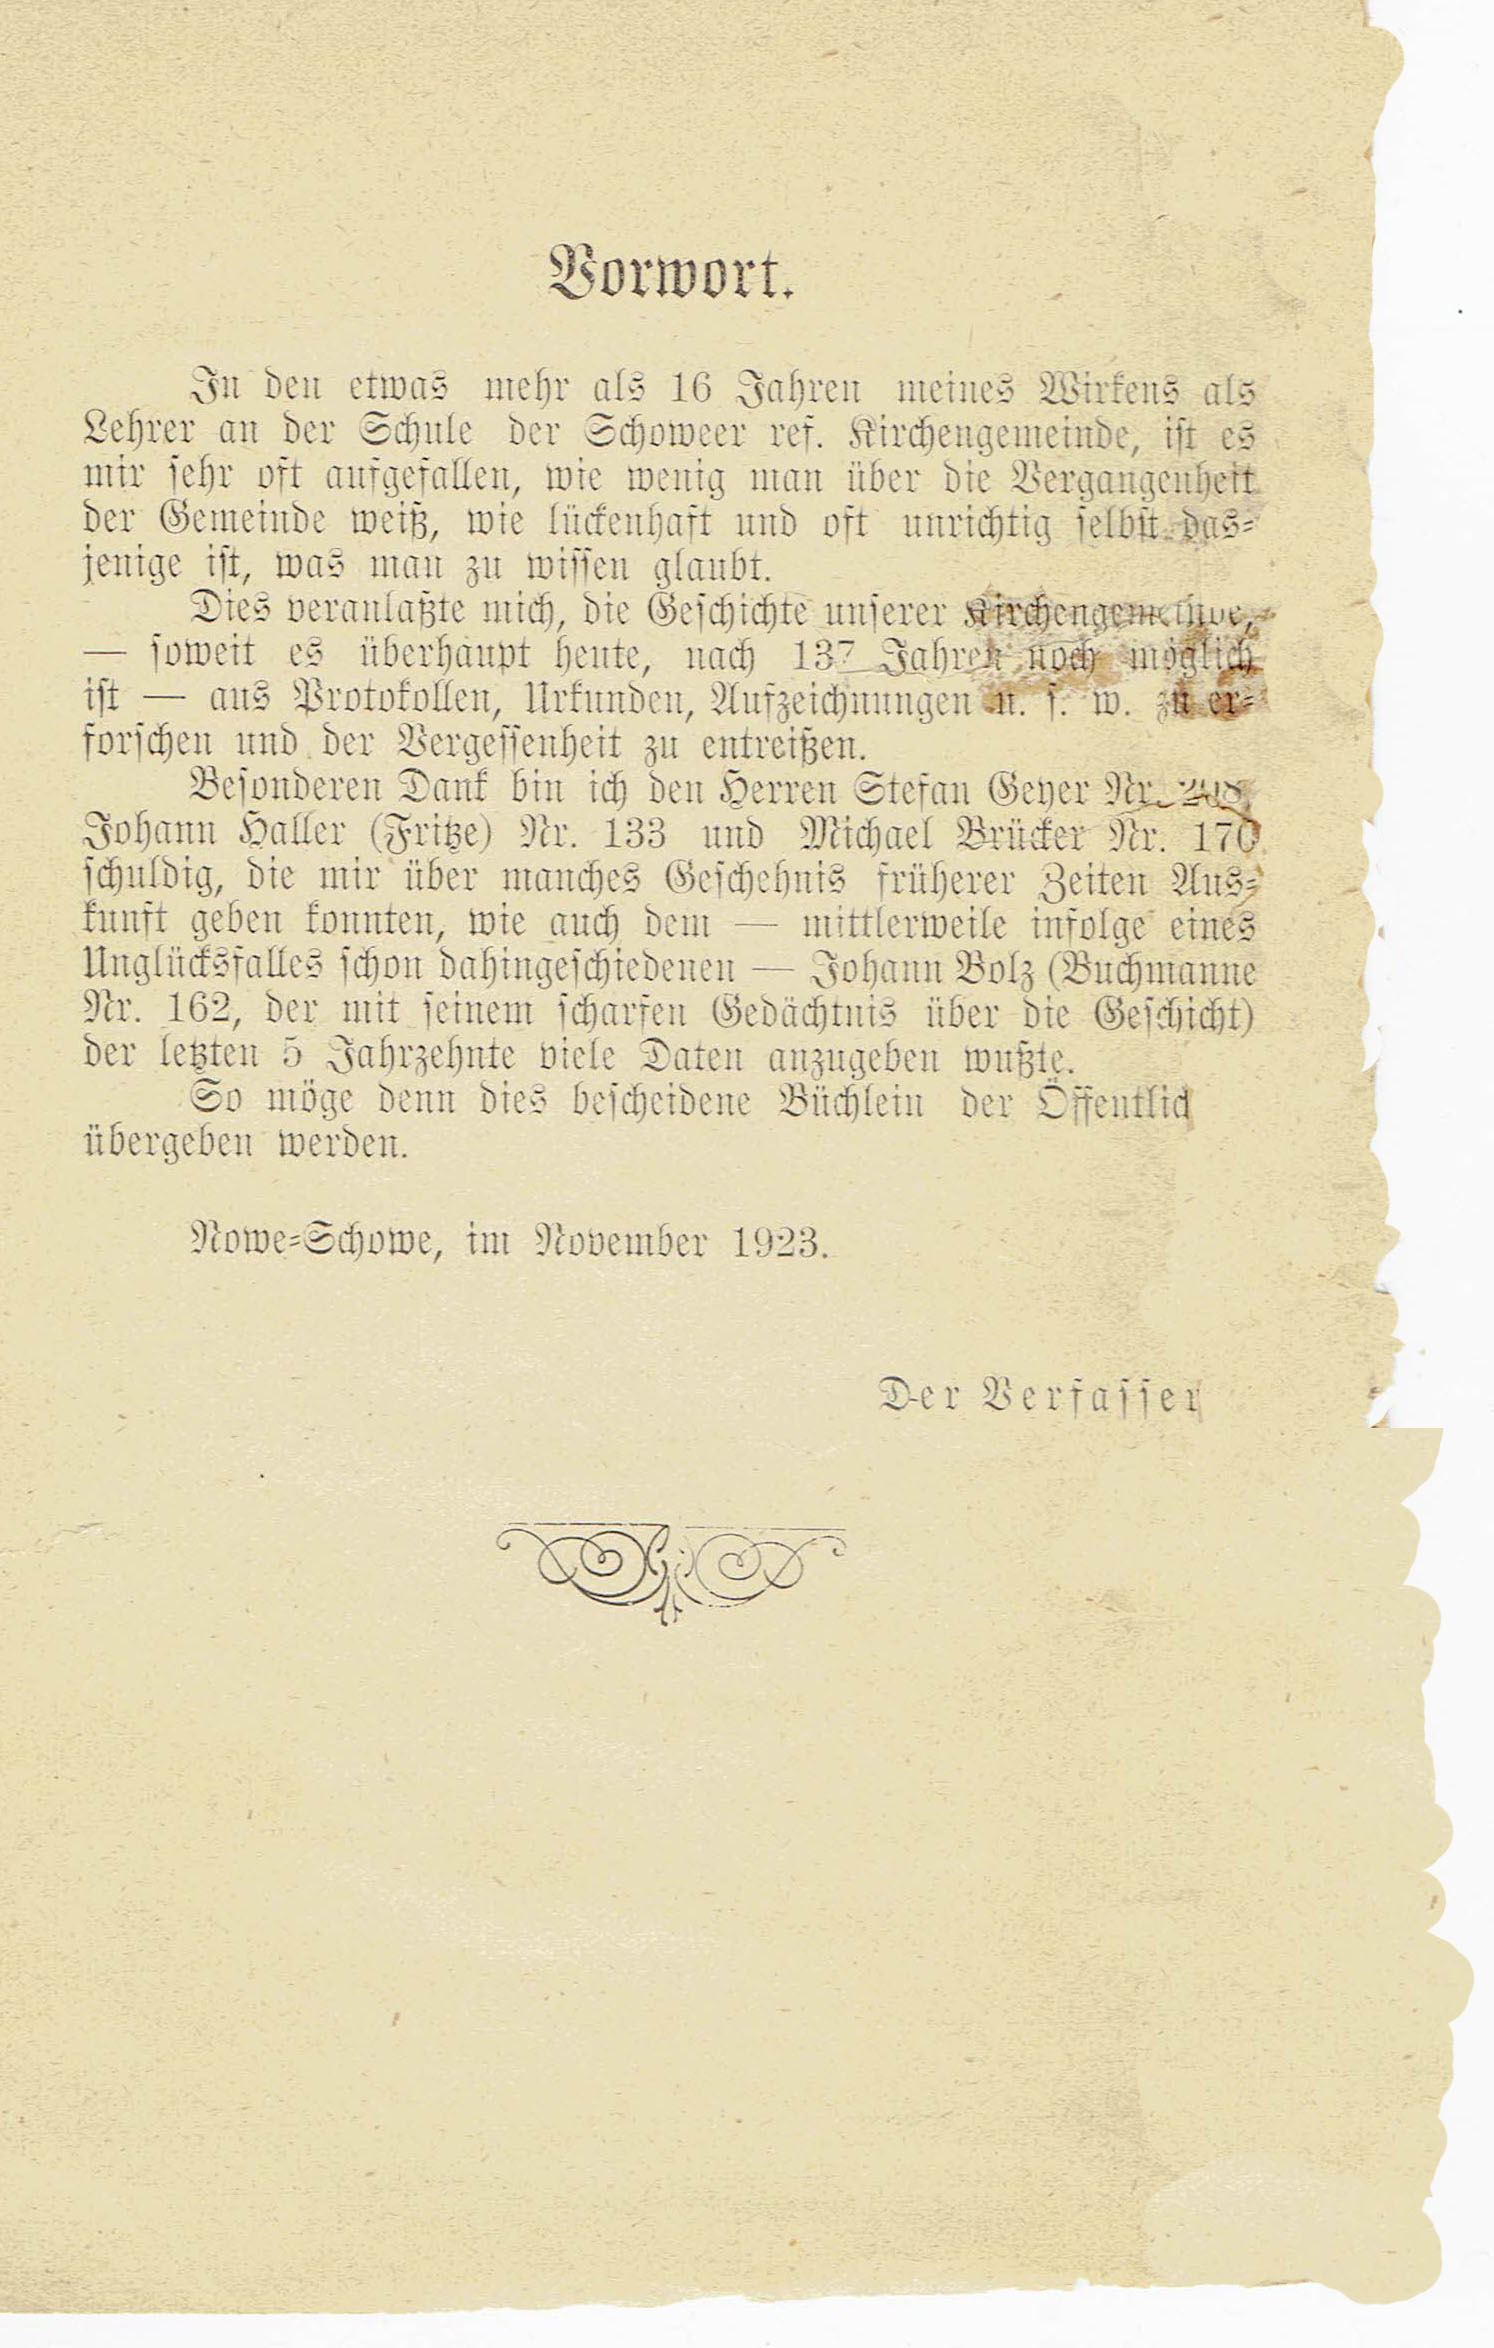 Vorwort.
In den etwas mehr als 16 Jahren meines Wirkens als
Lehrer an der Schule der Schoweer ref. Kirchengemeinde, ist es
mir sehr oft aufgefallen, wie wenig man über die Vergangenheit
der Gemeinde weiß, wie lückenhaft und oft unrichtig selbst das-
jenige ist, was man zu wissen glaubt.
Dies veranlaßte mich, die Geschichte unserer Kirchengemeinde,
— soweit es überhaupt heute, nach 137 Jahren noch möglich
ist — aus Protokollen, Urkunden, Aufzeichnungen u. s. w. zu er-
forschen und der Vergessenheit zu entreißen.
Besonderen Dank bin ich den Herren Stefan Geyer Nr.
Johann Haller (Fritze) Nr. 133 und Michael Brücker Nr. 170
schuldig, die mir über manches Geschehnis früherer Zeiten Aus-
kunft geben konnten, wie auch dem — mittlerweile infolge eines
Unglücksfalles schon dahingeschiedenen — Johann Bolz (Buchmanne
Nr. 162, der mit seinem scharfen Gedächtnis über die Geschicht)
der letzten 5 Jahrzehnte viele Daten anzugeben wußte.
So möge denn dies bescheidene Büchlein der Öffentlich
übergeben werden.
Nowe-Schowe, im November 1923.
Der Verfasser